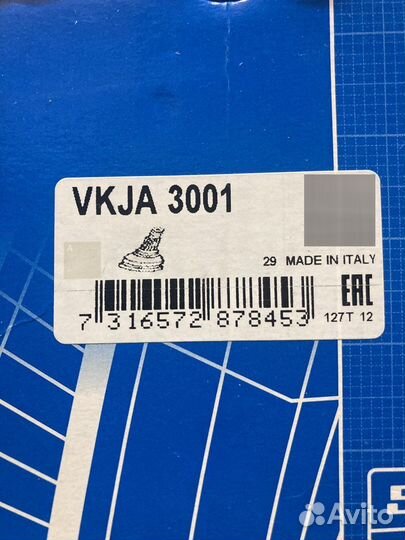 VKJA 3001
A
29 MADE IN ITALY
EAC
7 316572 878453
127T 12
Avito